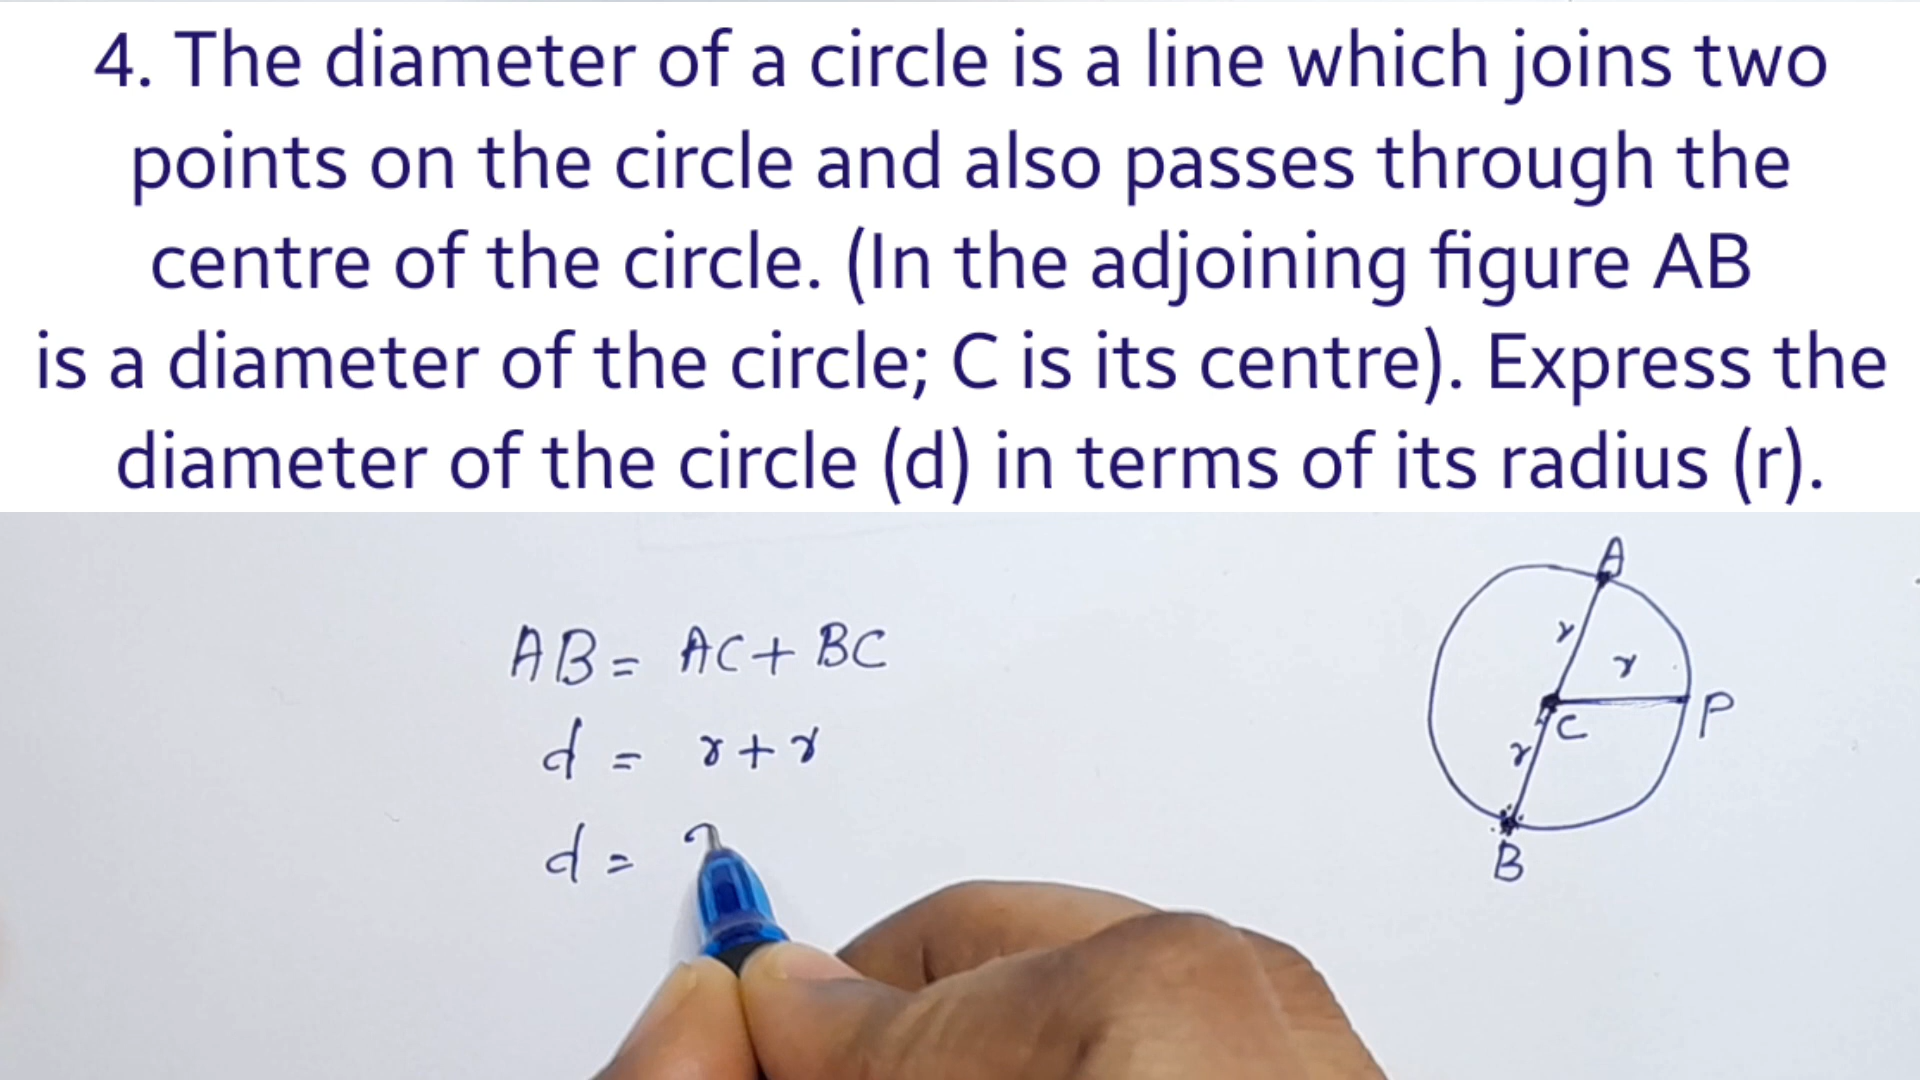 4. The diameter of a circle is a line which joins two
points on the circle and also passes through the
centre of the circle. (In the adjoining figure AB
is a diameter of the circle; C is its centre). Express the
diameter of the circle (d) in terms of its radius (r).
AB = AC + BC
d = r + r
d =
A
r
r
C
P
r
B